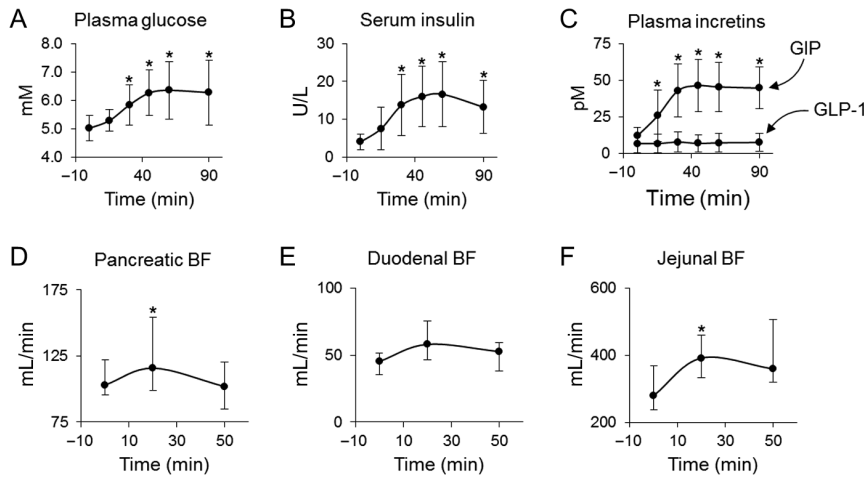 A Plasma glucose
8.0
7.0
6.0
5.0
4.0
mM
* * * *
–10 40 90
Time (min)
B Serum insulin
30
20
10
0
U/L
* * * *
–10 40 90
Time (min)
C Plasma incretins
75
50
25
0
pM
* * * * *
GIP
GLP-1
–10 40 90
Time (min)
D Pancreatic BF
175
125
75
mL/min
*
-10 10 30 50
Time (min)
E Duodenal BF
100
50
0
mL/min
-10 10 30 50
Time (min)
F Jejunal BF
600
400
200
mL/min
*
-10 10 30 50
Time (min)